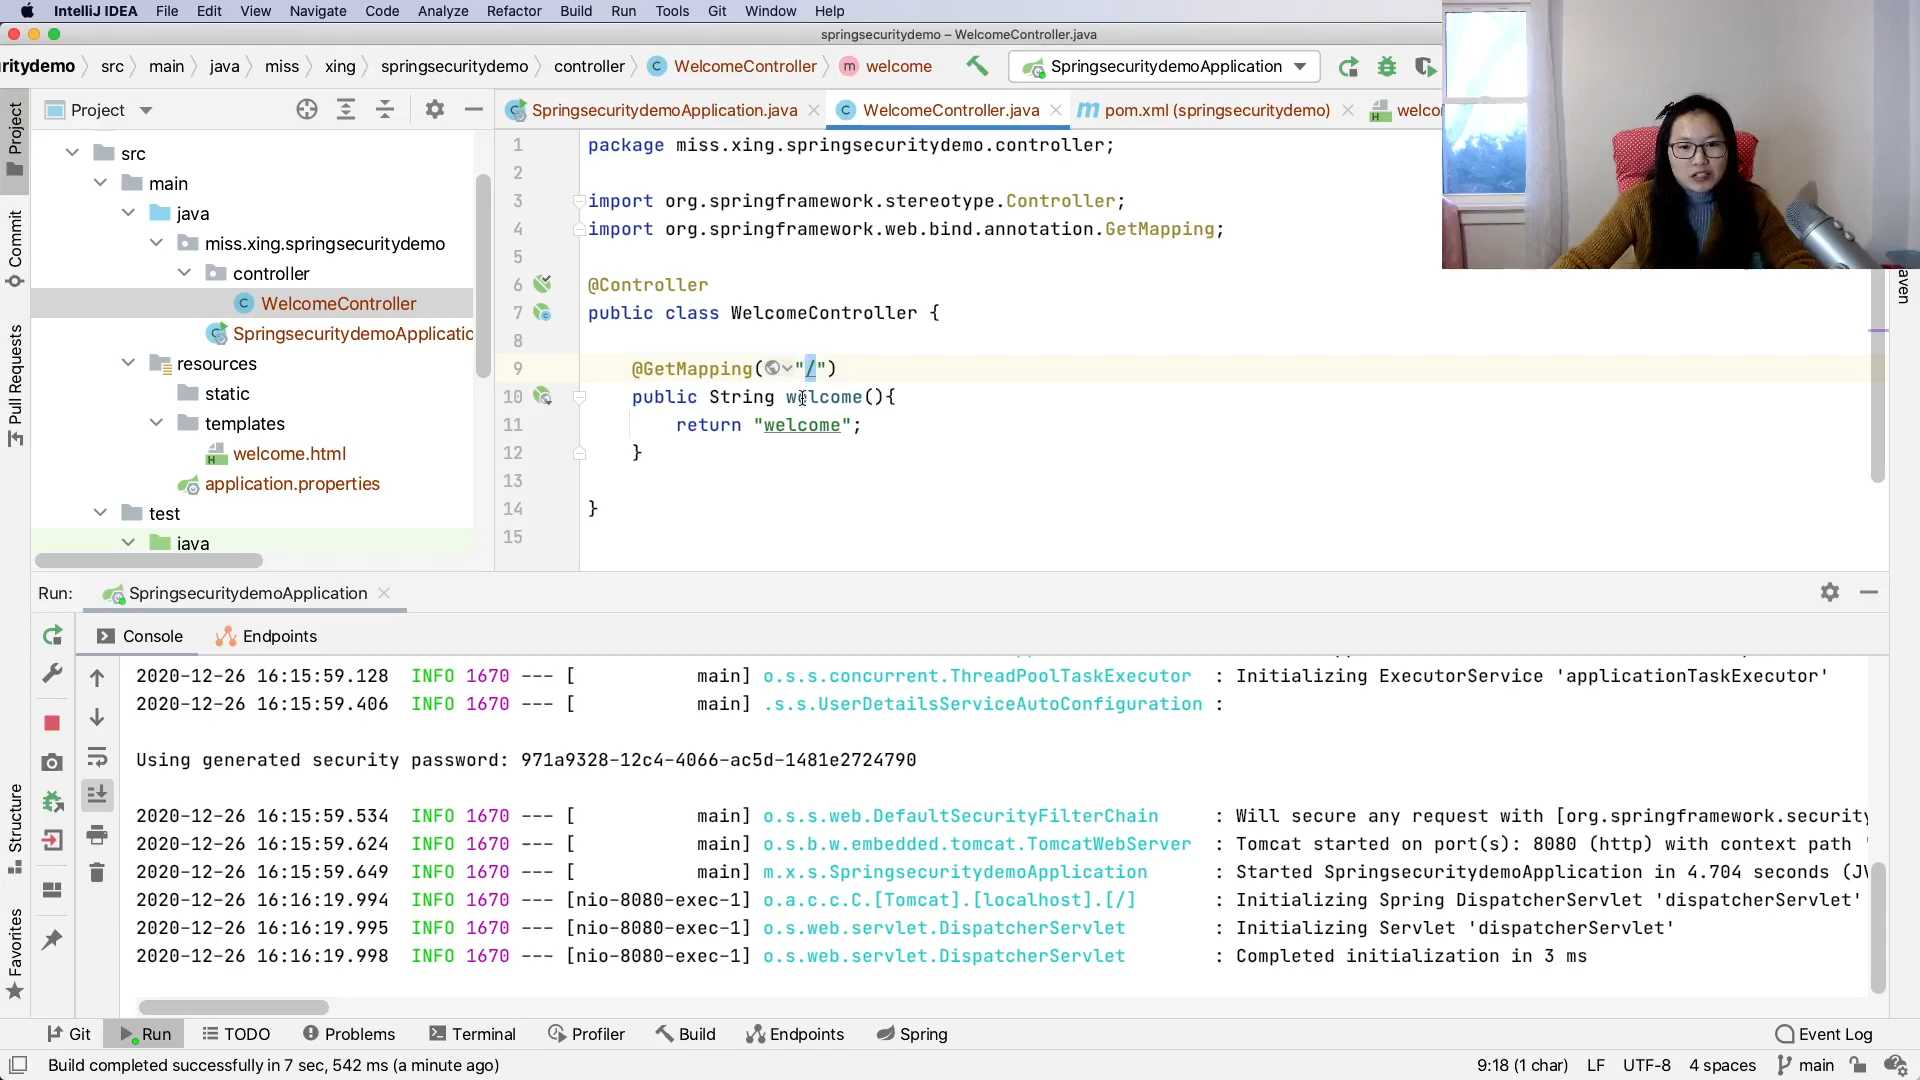 IntelliJ IDEA File Edit View Navigate Code Analyze Refactor Build Run Tools Git Window Help
springsecuritydemo – WelcomeController.java
uritydemo src main java miss xing springsecuritydemo controller WelcomeController welcome SpringsecuritydemoApplication
Project
SpringsecuritydemoApplication.java WelcomeController.java pom.xml (springsecuritydemo) welco
Project
Commit
Pull Requests
Structure
Favorites
src
main
java
miss.xing.springsecuritydemo
controller
WelcomeController
SpringsecuritydemoApplicatio
resources
static
templates
welcome.html
application.properties
test
java
1 package miss.xing.springsecuritydemo.controller;
2
3 import org.springframework.stereotype.Controller;
4 import org.springframework.web.bind.annotation.GetMapping;
5
6 @Controller
7 public class WelcomeController {
8
9 @GetMapping("/")
10 public String welcome(){
11 return "welcome";
12 }
13
14 }
15
aven
Run: SpringsecuritydemoApplication
Console Endpoints
2020-12-26 16:15:59.128 INFO 1670 --- [ main] o.s.s.concurrent.ThreadPoolTaskExecutor : Initializing ExecutorService 'applicationTaskExecutor'
2020-12-26 16:15:59.406 INFO 1670 --- [ main] .s.s.UserDetailsServiceAutoConfiguration :
Using generated security password: 971a9328-12c4-4066-ac5d-1481e2724790
2020-12-26 16:15:59.534 INFO 1670 --- [ main] o.s.s.web.DefaultSecurityFilterChain : Will secure any request with [org.springframework.security
2020-12-26 16:15:59.624 INFO 1670 --- [ main] o.s.b.w.embedded.tomcat.TomcatWebServer : Tomcat started on port(s): 8080 (http) with context path '
2020-12-26 16:15:59.649 INFO 1670 --- [ main] m.x.s.SpringsecuritydemoApplication : Started SpringsecuritydemoApplication in 4.704 seconds (JV
2020-12-26 16:16:19.994 INFO 1670 --- [nio-8080-exec-1] o.a.c.c.C.[Tomcat].[localhost].[/] : Initializing Spring DispatcherServlet 'dispatcherServlet'
2020-12-26 16:16:19.995 INFO 1670 --- [nio-8080-exec-1] o.s.web.servlet.DispatcherServlet : Initializing Servlet 'dispatcherServlet'
2020-12-26 16:16:19.998 INFO 1670 --- [nio-8080-exec-1] o.s.web.servlet.DispatcherServlet : Completed initialization in 3 ms
Git Run TODO Problems Terminal Profiler Build Endpoints Spring Event Log
Build completed successfully in 7 sec, 542 ms (a minute ago) 9:18 (1 char) LF UTF-8 4 spaces main